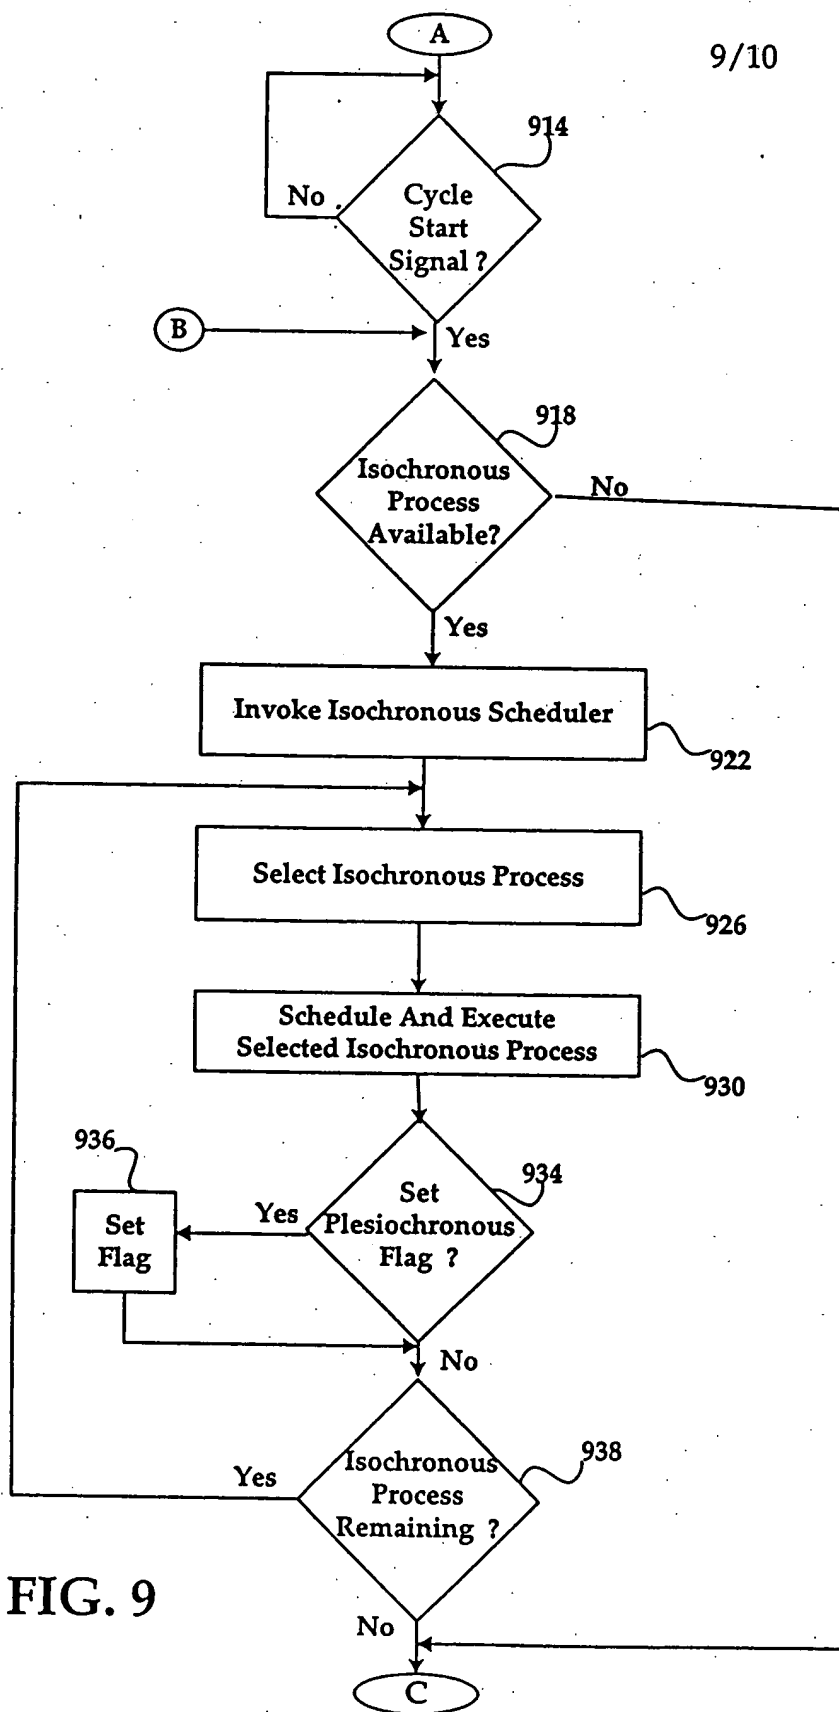 A
9/10
914
No
Cycle
Start
Signal ?
B
Yes
918
Isochronous
Process
Available?
No
Yes
Invoke Isochronous Scheduler
922
Select Isochronous Process
926
Schedule And Execute
Selected Isochronous Process
930
936
934
Set
Plesiochronous
Flag ?
Yes
Set
Flag
No
938
Isochronous
Process
Remaining ?
Yes
FIG. 9
No
C